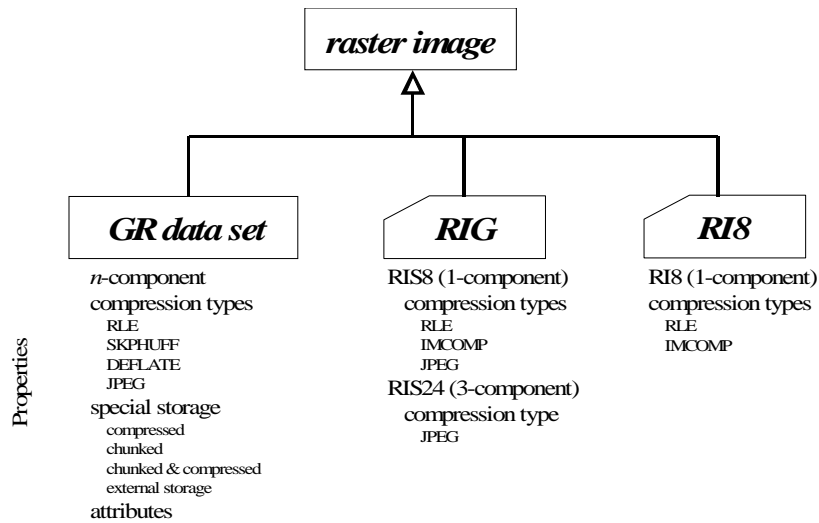 raster image
GR data set
RIG
RI8
n-component
compression types
RLE
SKPHUFF
DEFLATE
JPEG
special storage
compressed
chunked
chunked & compressed
external storage
attributes
RIS8 (1-component)
compression types
RLE
IMCOMP
JPEG
RIS24 (3-component)
compression type
JPEG
RI8 (1-component)
compression types
RLE
IMCOMP
Properties